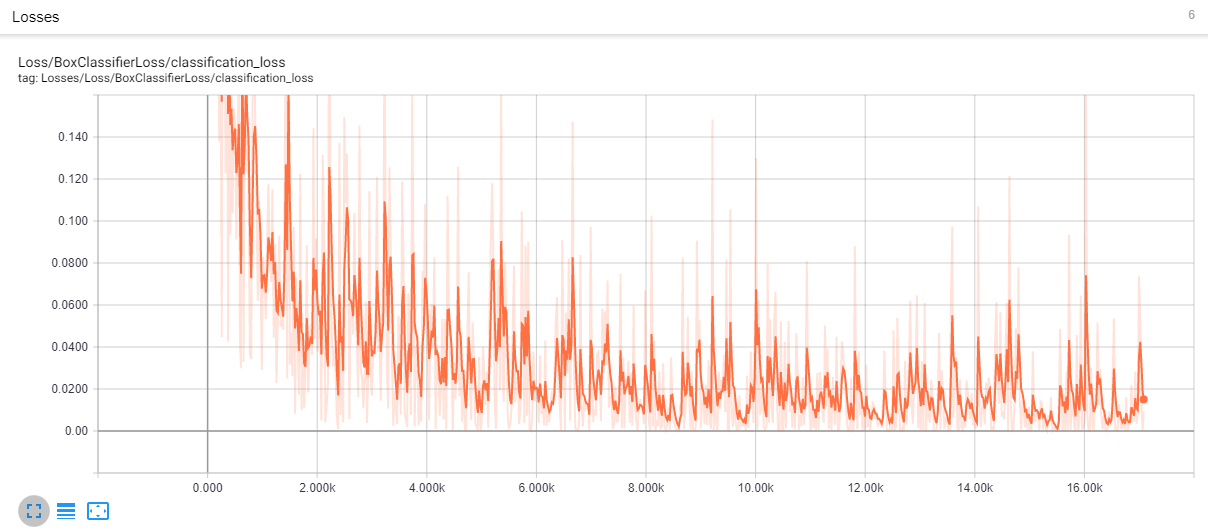 Losses
6
Loss/BoxClassifierLoss/classification_loss
tag: Losses/Loss/BoxClassifierLoss/classification_loss
0.140
0.120
0.100
0.0800
0.0600
0.0400
0.0200
0.00
0.000 2.000k 4.000k 6.000k 8.000k 10.00k 12.00k 14.00k 16.00k